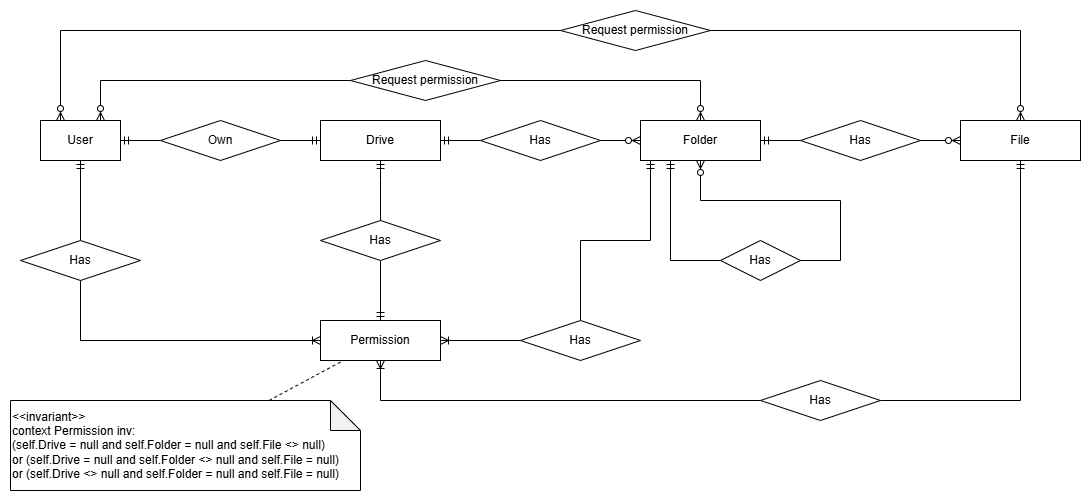 Request permission
Request permission
User
Own
Drive
Has
Folder
Has
File
Has
Has
Has
Permission
Has
Has
<<invariant>>
context Permission inv:
(self.Drive = null and self.Folder = null and self.File <> null)
or (self.Drive = null and self.Folder <> null and self.File = null)
or (self.Drive <> null and self.Folder = null and self.File = null)